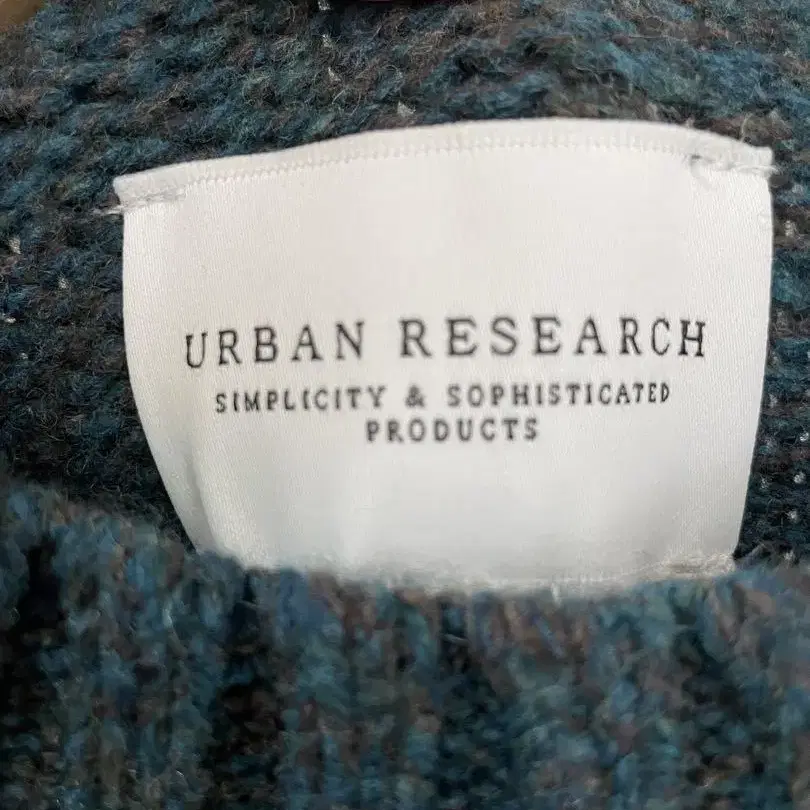 URBAN RESEARCH
SIMPLICITY & SOPHISTICATED
PRODUCTS